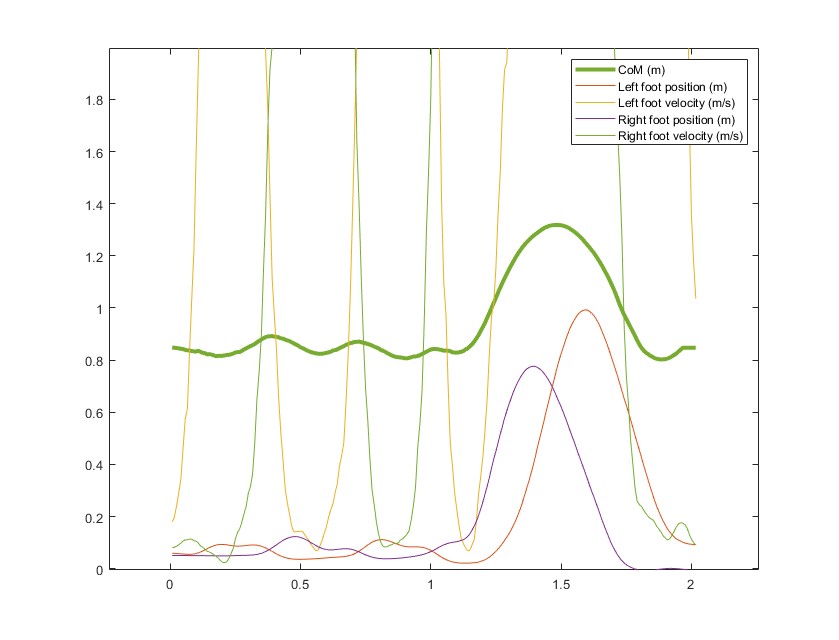 CoM (m)
Left foot position (m)
Left foot velocity (m/s)
Right foot position (m)
Right foot velocity (m/s)
1.8
1.6
1.4
1.2
1
0.8
0.6
0.4
0.2
0
0 0.5 1 1.5 2